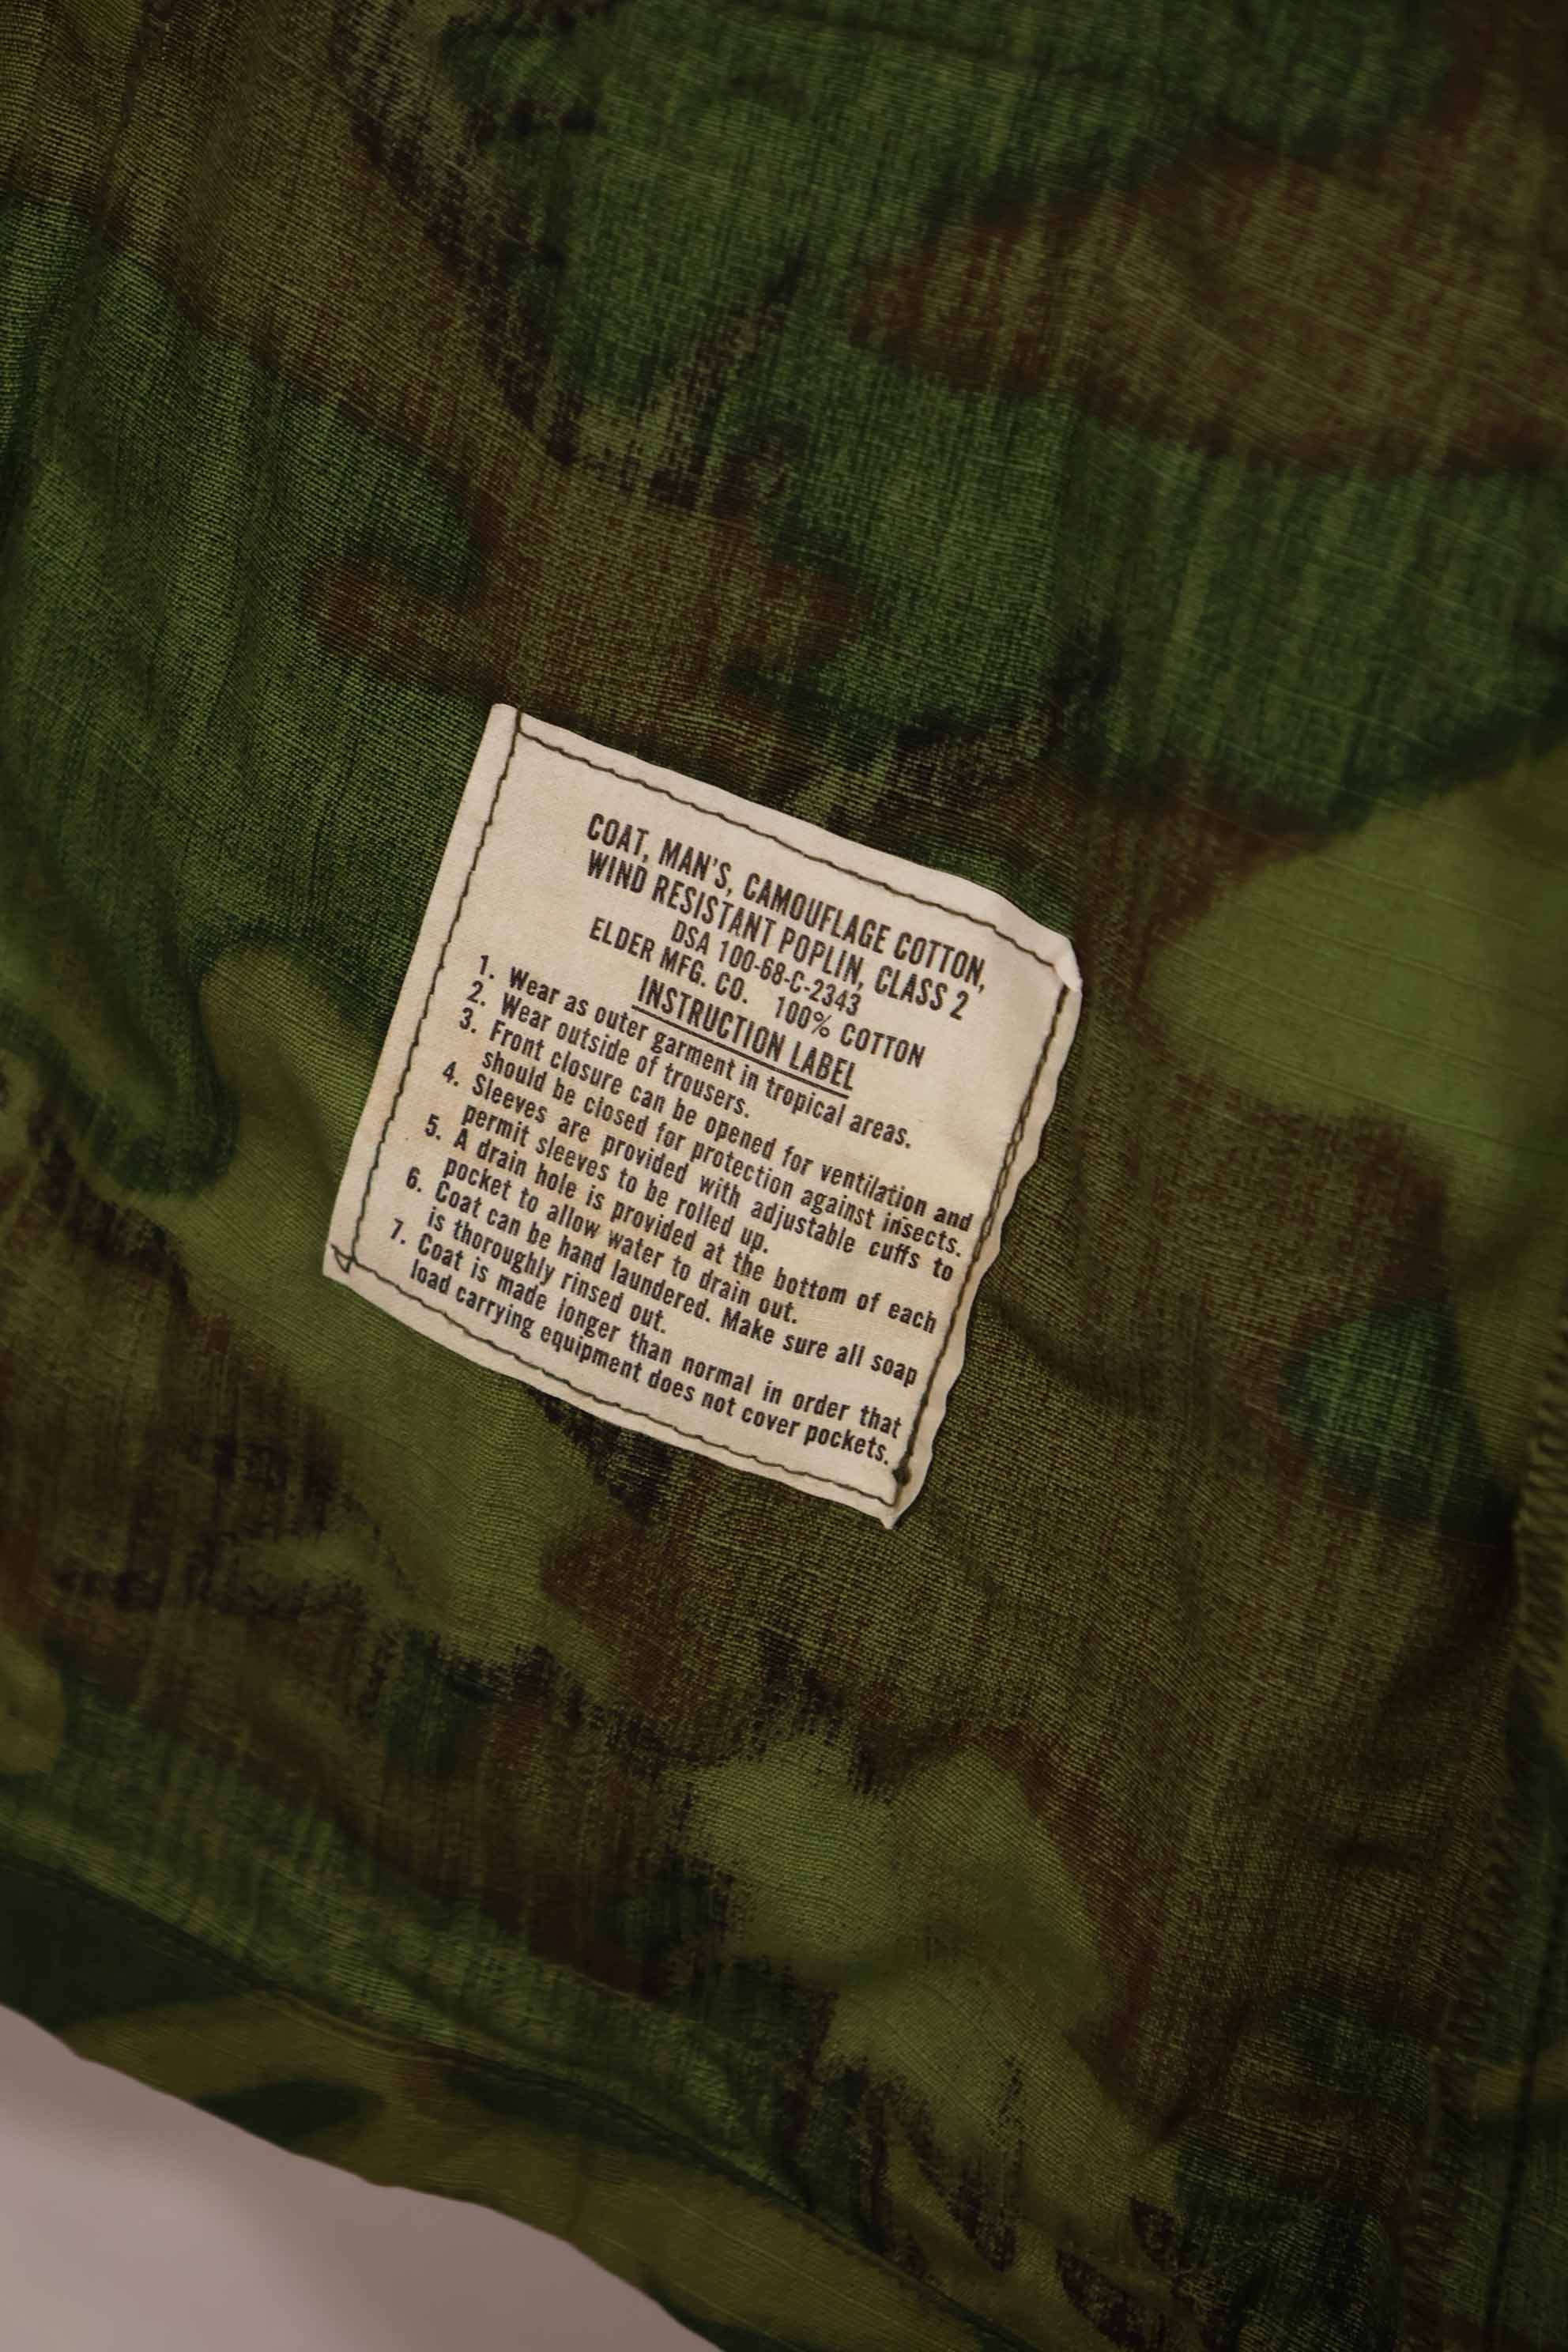 COAT, MAN'S, CAMOUFLAGE COTTON,
WIND RESISTANT POPLIN, CLASS 2
DSA 100-68-C-2343
ELDER MFG. CO. 100% COTTON
INSTRUCTION LABEL
1. Wear as outer garment in tropical areas.
2. Wear outside of trousers.
3. Front closure can be opened for ventilation and
should be closed for protection against insects.
4. Sleeves are provided with adjustable cuffs to
permit sleeves to be rolled up.
5. A drain hole is provided at the bottom of each
pocket to allow water to drain out.
6. Coat can be hand laundered. Make sure all soap
is thoroughly rinsed out.
7. Coat is made longer than normal in order that
load carrying equipment does not cover pockets.